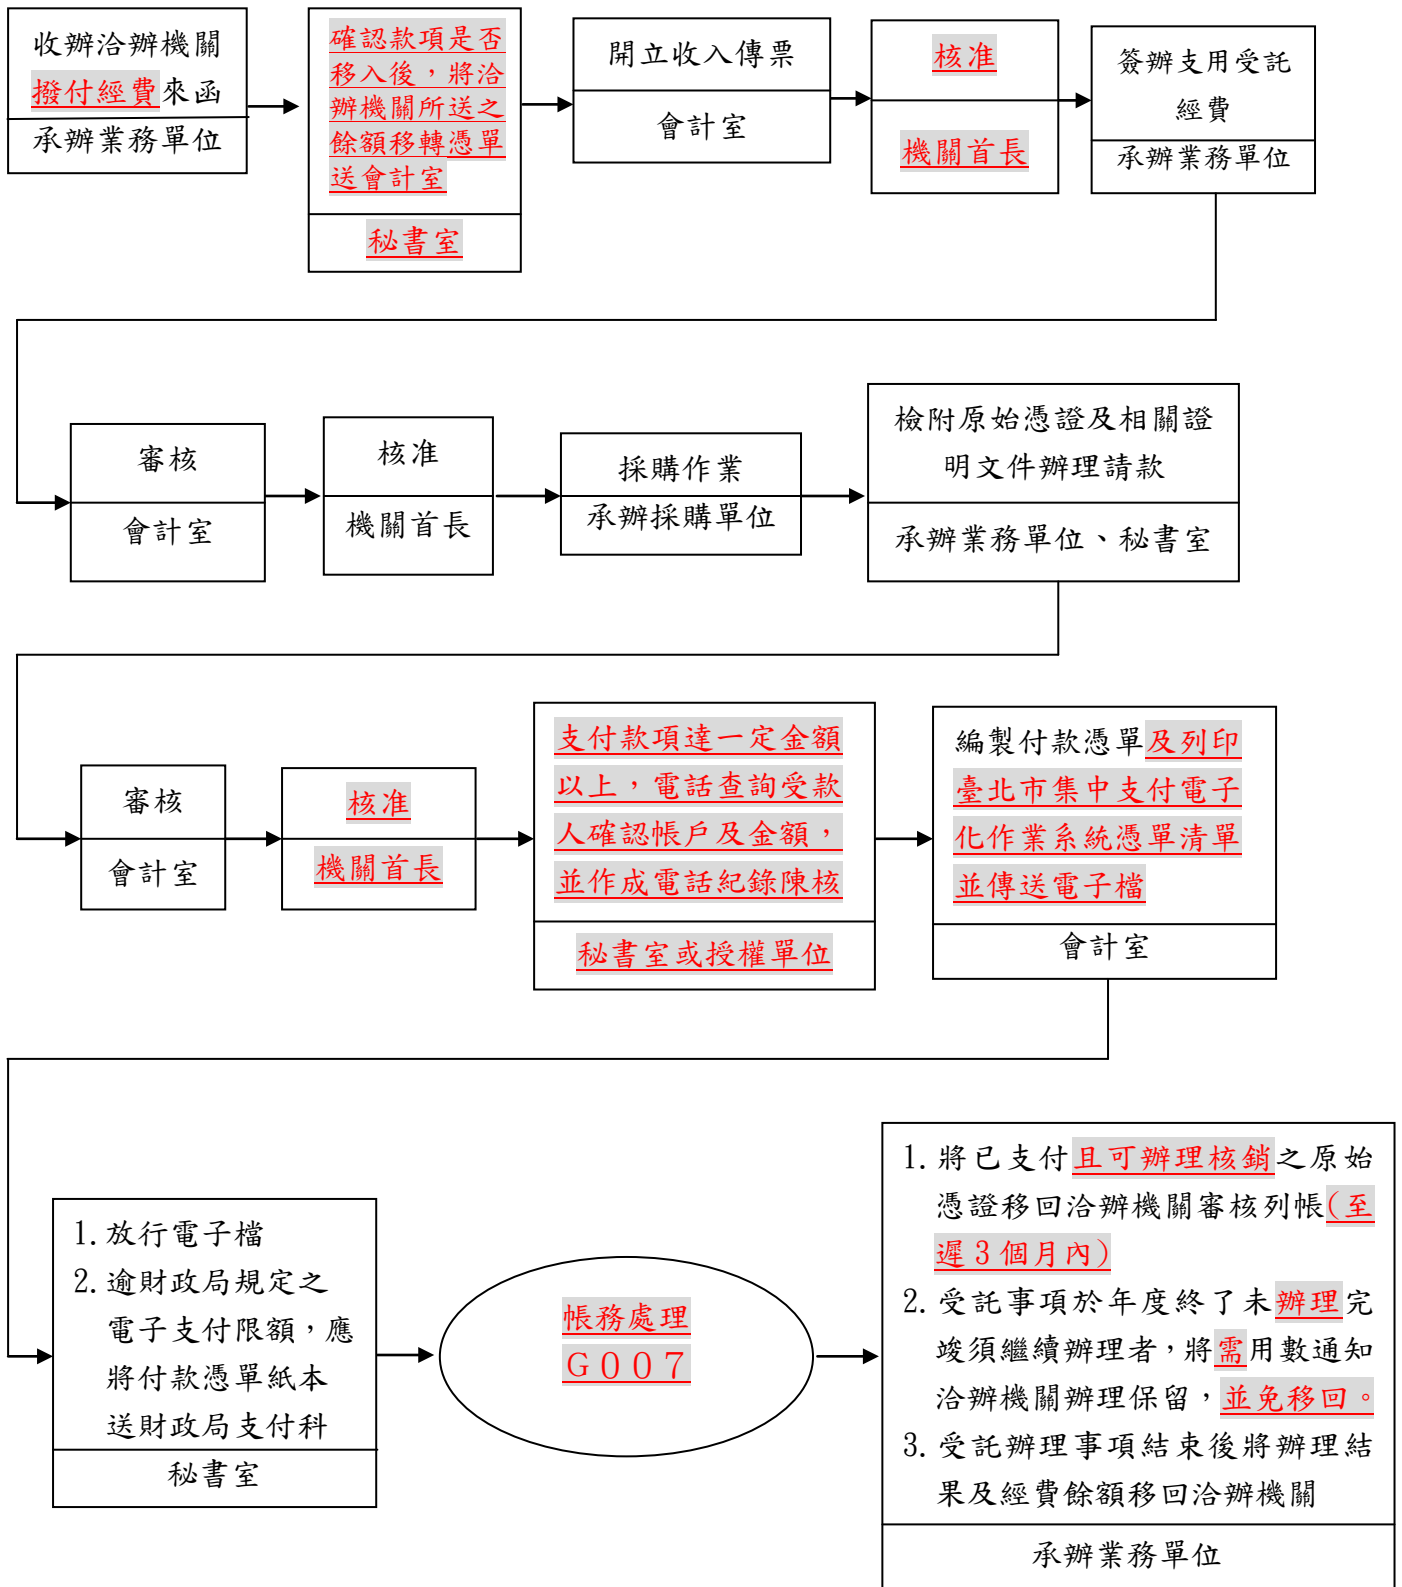 收辦洽辦機關
撥付經費來函
承辦業務單位
確認款項是否
移入後，將洽
辦機關所送之
餘額移轉憑單
送會計室
秘書室
開立收入傳票
會計室
核准
機關首長
簽辦支用受託
經費
承辦業務單位
審核
會計室
核准
機關首長
採購作業
承辦採購單位
檢附原始憑證及相關證
明文件辦理請款
承辦業務單位、秘書室
審核
會計室
核准
機關首長
支付款項達一定金額
以上，電話查詢受款
人確認帳戶及金額，
並作成電話紀錄陳核
秘書室或授權單位
編製付款憑單及列印
臺北市集中支付電子
化作業系統憑單清單
並傳送電子檔
會計室
1. 放行電子檔
2. 逾財政局規定之
電子支付限額，應
將付款憑單紙本
送財政局支付科
秘書室
帳務處理
G007
1. 將已支付且可辦理核銷之原始
憑證移回洽辦機關審核列帳(至
遲3個月內)
2. 受託事項於年度終了未辦理完
竣須繼續辦理者，將需用數通知
洽辦機關辦理保留，並免移回。
3. 受託辦理事項結束後將辦理結
果及經費餘額移回洽辦機關
承辦業務單位